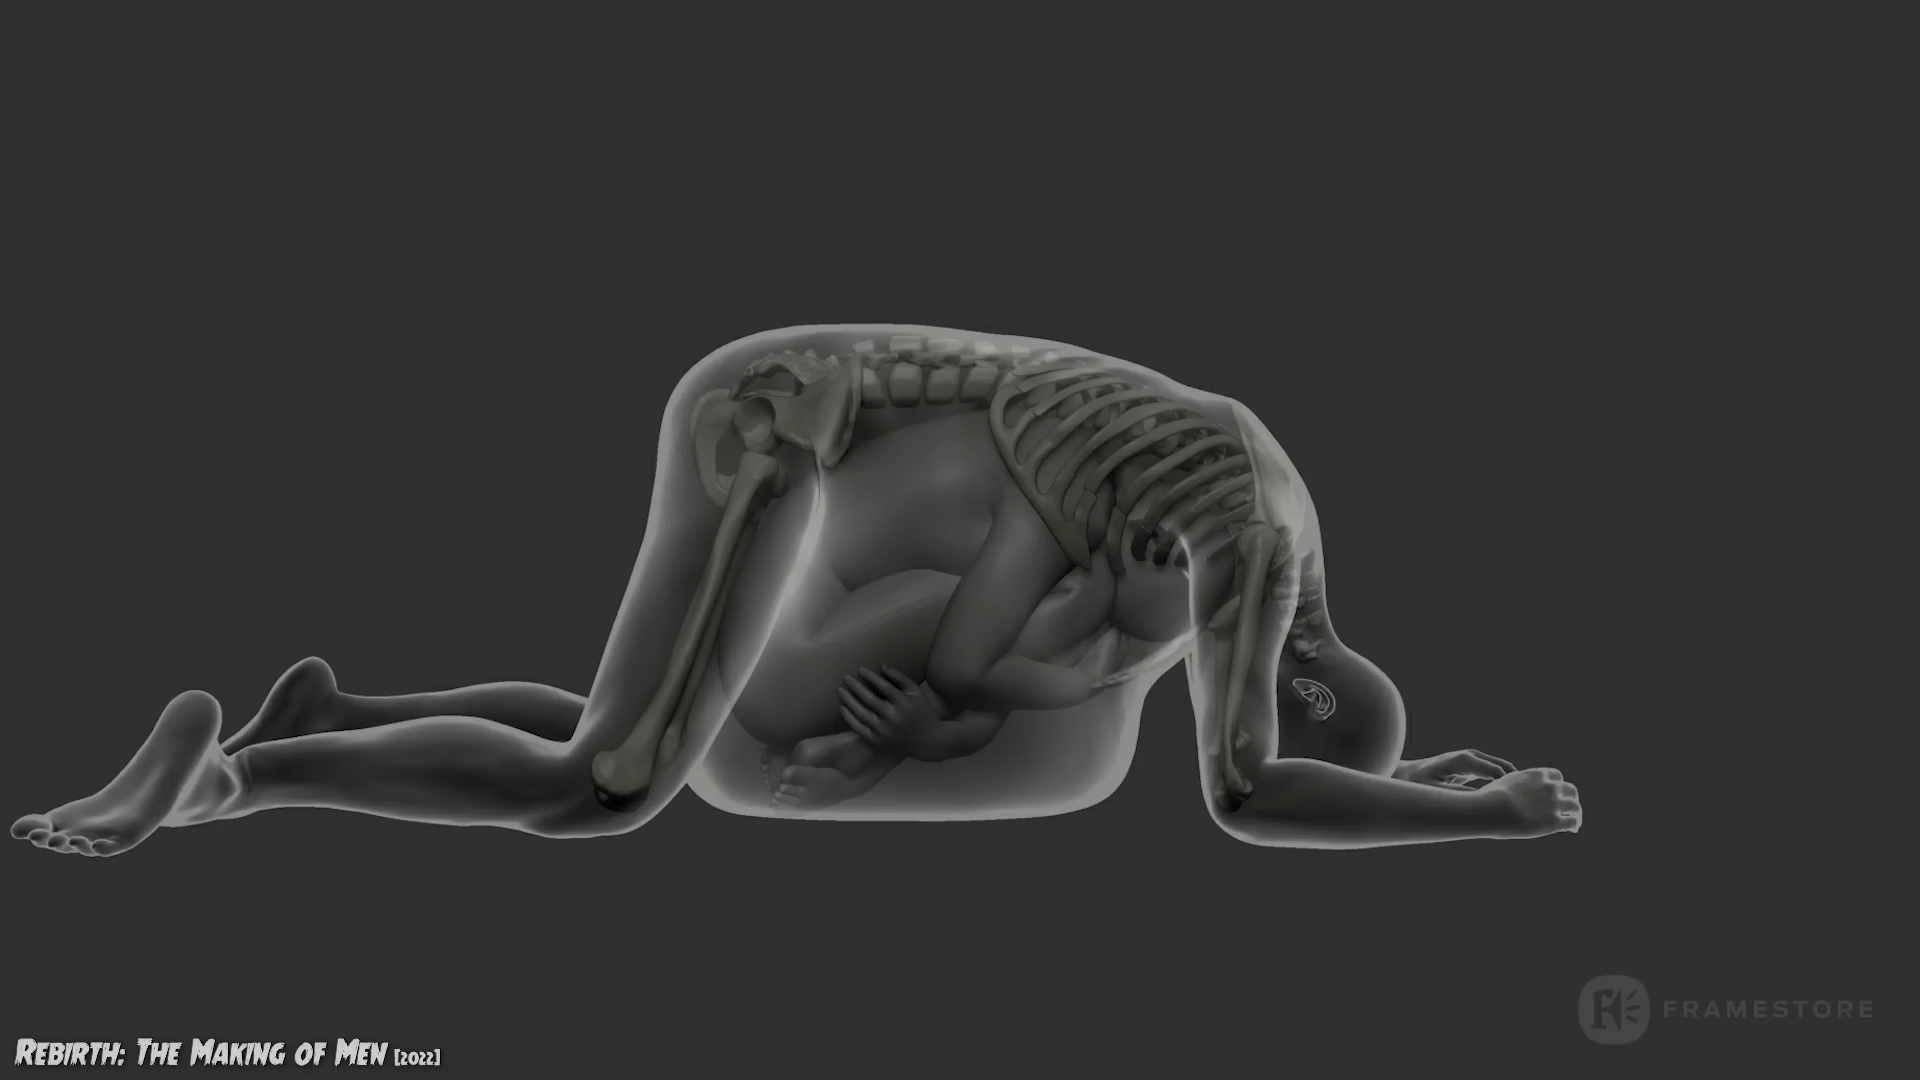 FRAMESTORE
REBIRTH: THE MAKING OF MEN [2022]